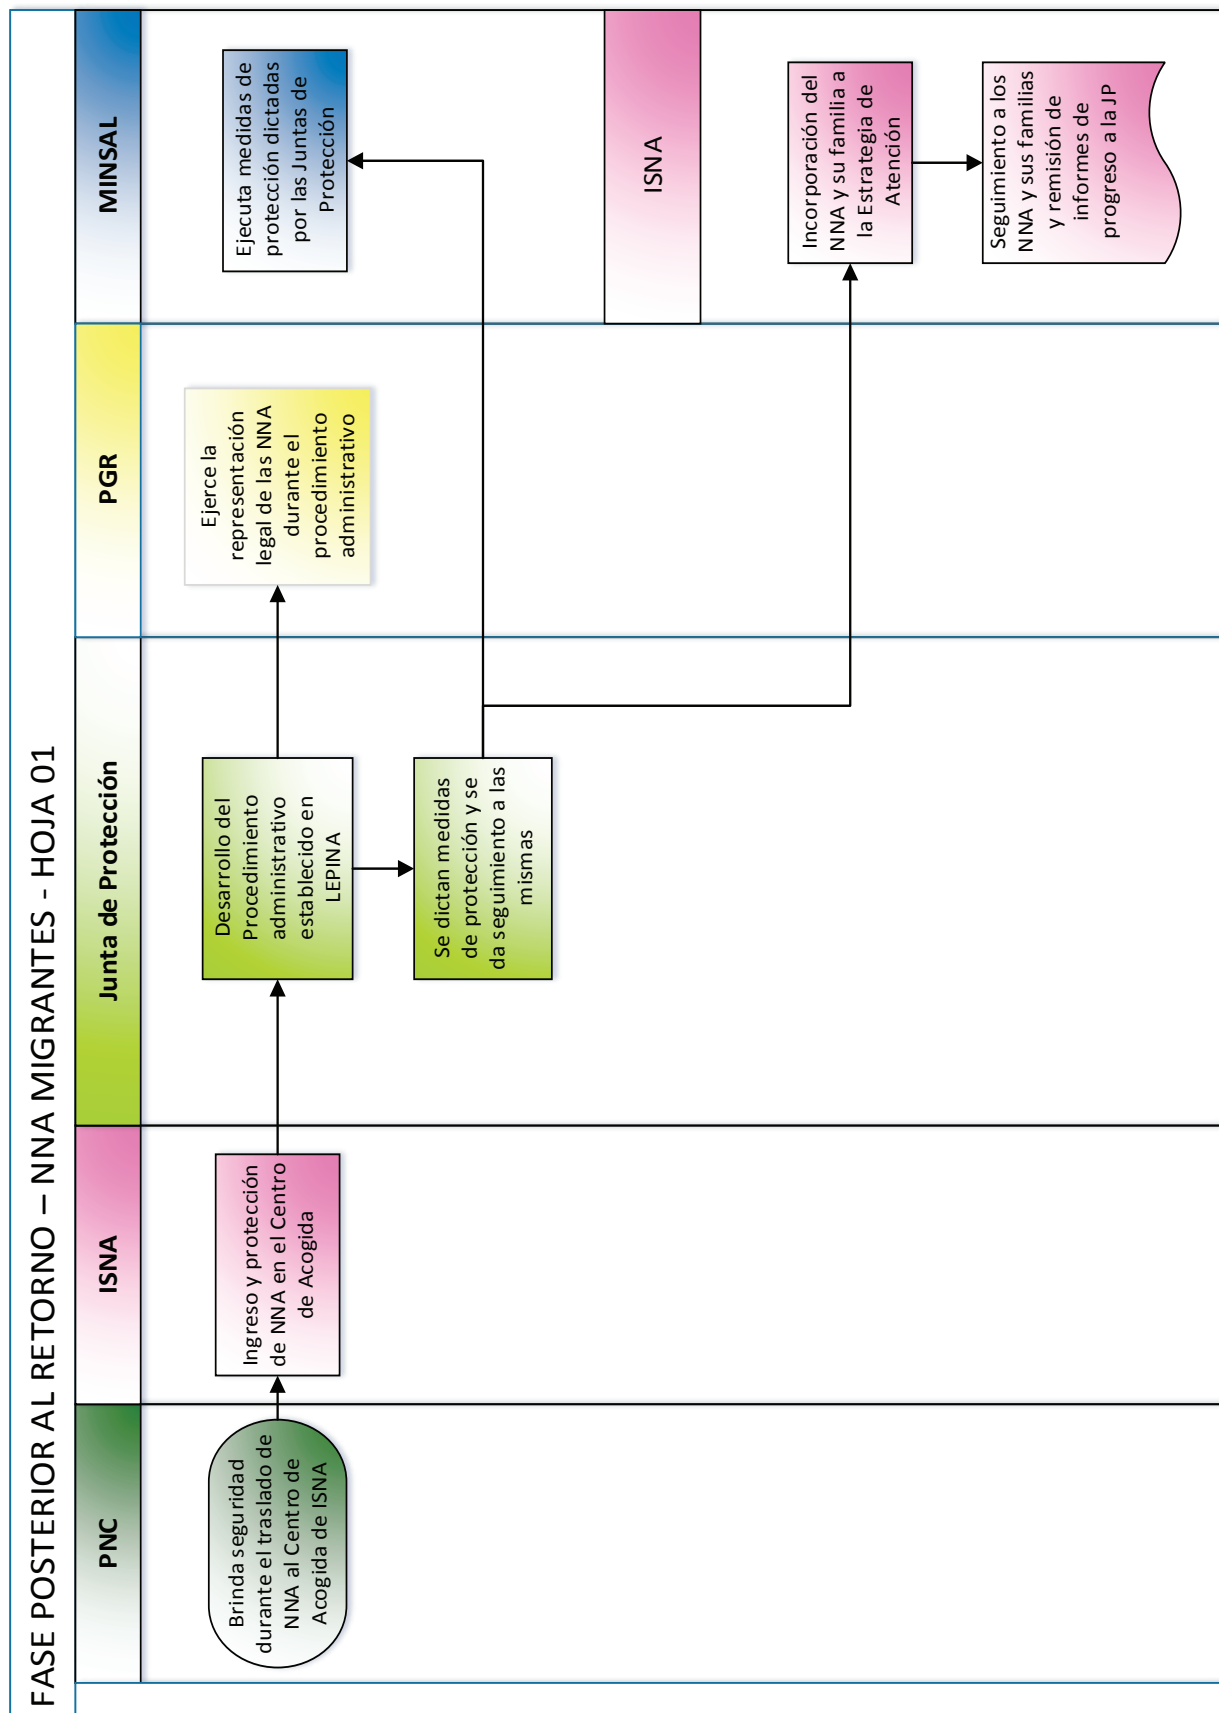 FASE POSTERIOR AL RETORNO – NNA MIGRANTES - HOJA 01
PNC
ISNA
Junta de Protección
PGR
MINSAL
Brinda seguridad
durante el traslado de
NNA al Centro de
Acogida de ISNA
Ingreso y protección
de NNA en el Centro
de Acogida
Desarrollo del
Procedimiento
administrativo
establecido en
LEPINA
Ejerce la
representación
legal de las NNA
durante el
procedimiento
administrativo
Ejecuta medidas de
protección dictadas
por las Juntas de
Protección
Se dictan medidas
de protección y se
da seguimiento a las
mismas
ISNA
Incorporación del
NNA y su familia a
la Estrategia de
Atención
Seguimiento a los
NNA y sus familias
y remisión de
informes de
progreso a la JP